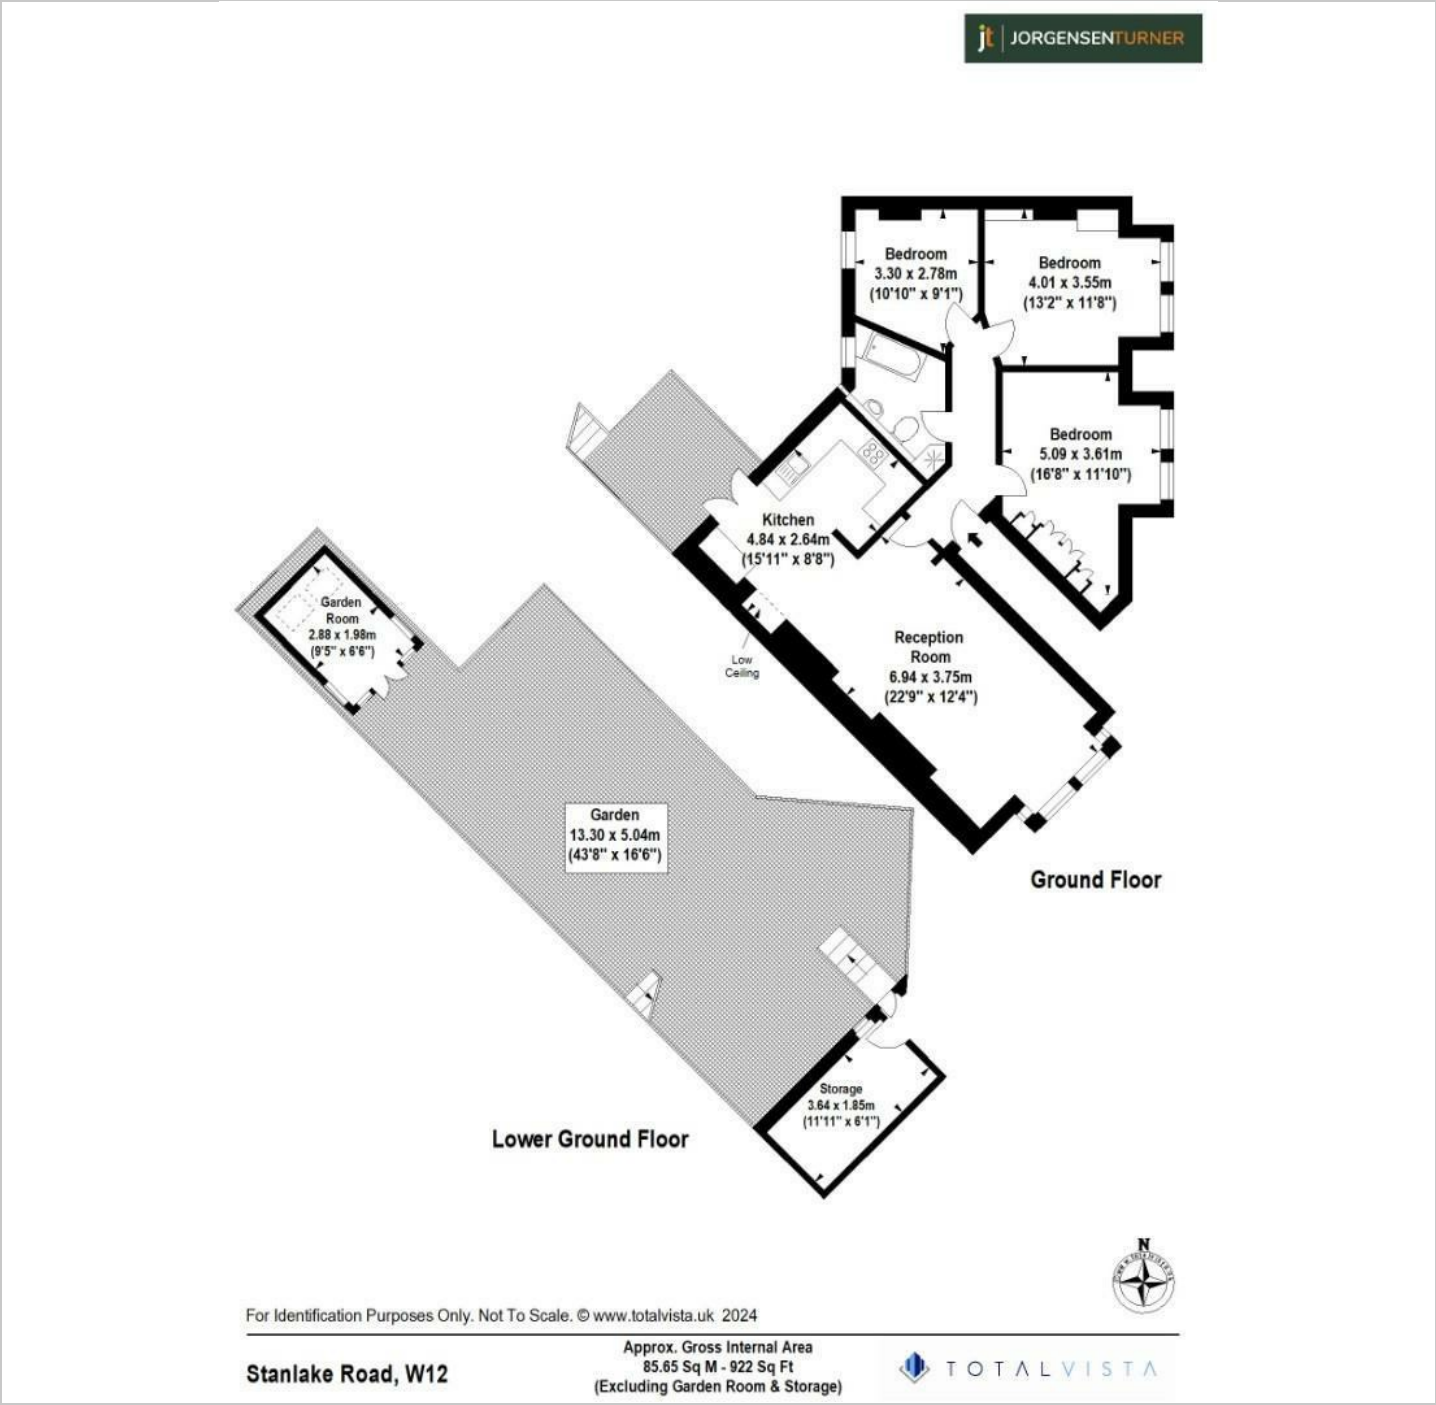 jt JORGENSENTURNER
Bedroom
3.30 x 2.78m
(10'10" x 9'1")
Bedroom
4.01 x 3.55m
(13'2" x 11'8")
Bedroom
5.09 x 3.61m
(16'8" x 11'10")
Kitchen
4.84 x 2.64m
(15'11" x 8'8")
Garden
Room
2.88 x 1.98m
(9'5" x 6'6")
Reception
Room
6.94 x 3.75m
(22'9" x 12'4")
Low
Ceiling
Garden
13.30 x 5.04m
(43'8" x 16'6")
Ground Floor
Storage
3.64 x 1.85m
(11'11" x 6'1")
Lower Ground Floor
N
For Identification Purposes Only. Not To Scale. © www.totalvista.uk 2024
Stanlake Road, W12
Approx. Gross Internal Area
85.65 Sq M - 922 Sq Ft
(Excluding Garden Room & Storage)
TOTALVISTA